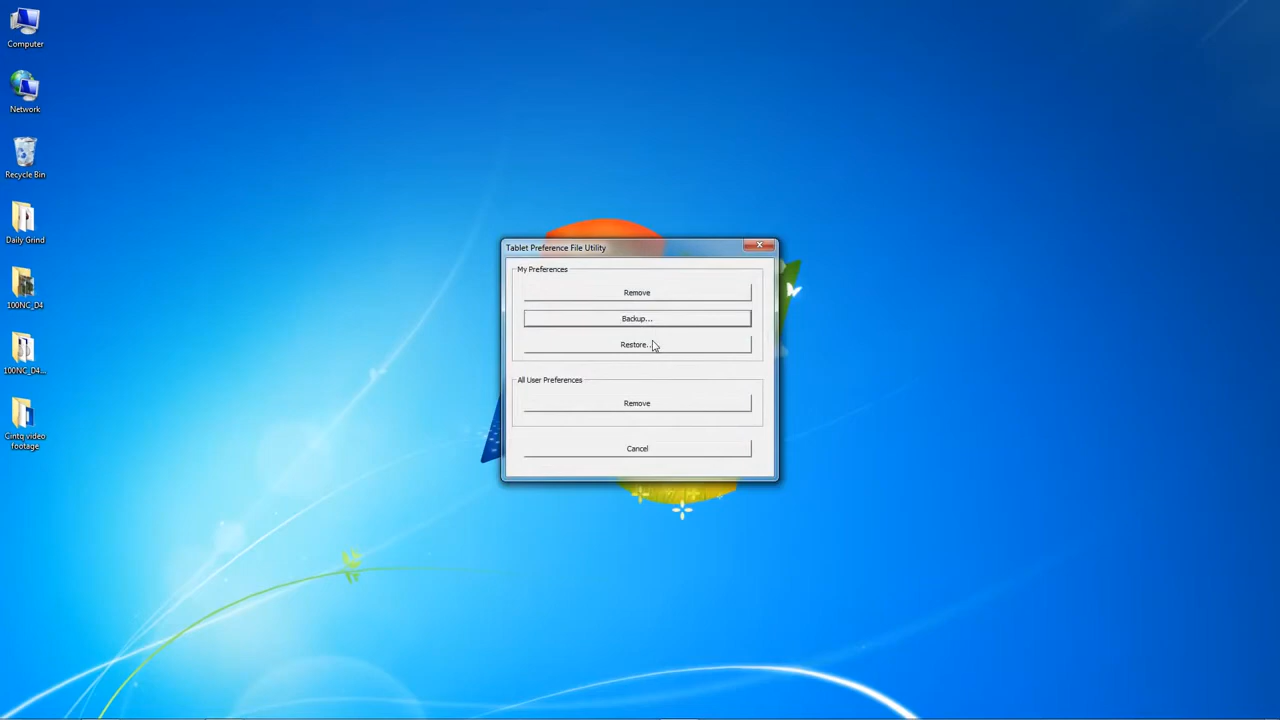 Computer
Network
Recycle Bin
Daily Grind
100NC_D4
100NC_D4...
Cintq video
footage
Tablet Preference File Utility
My Preferences
Remove
Backup...
Restore...
All User Preferences
Remove
Cancel